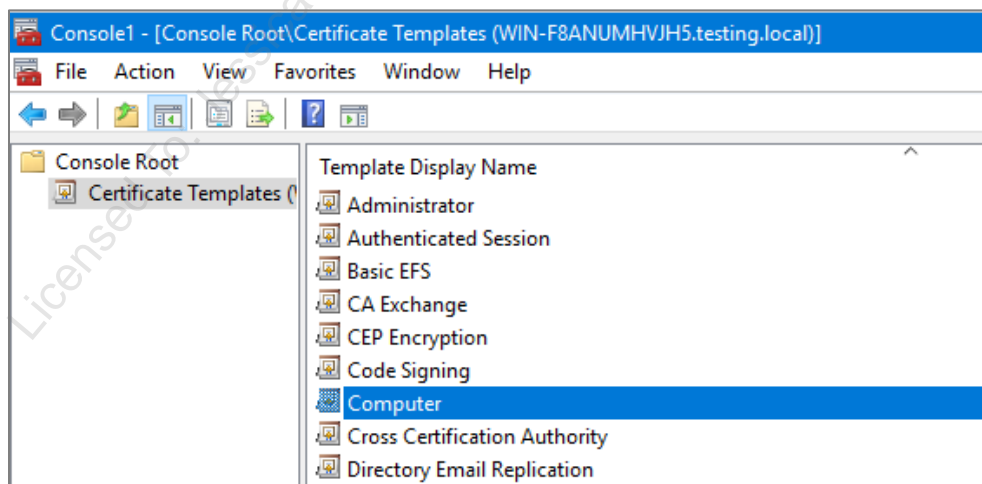 Console1 - [Console Root\Certificate Templates (WIN-F8ANUMHVJH5.testing.local)]
File Action View Favorites Window Help
Console Root
Certificate Templates (
Template Display Name
Administrator
Authenticated Session
Basic EFS
CA Exchange
CEP Encryption
Code Signing
Computer
Cross Certification Authority
Directory Email Replication
Licensed To: